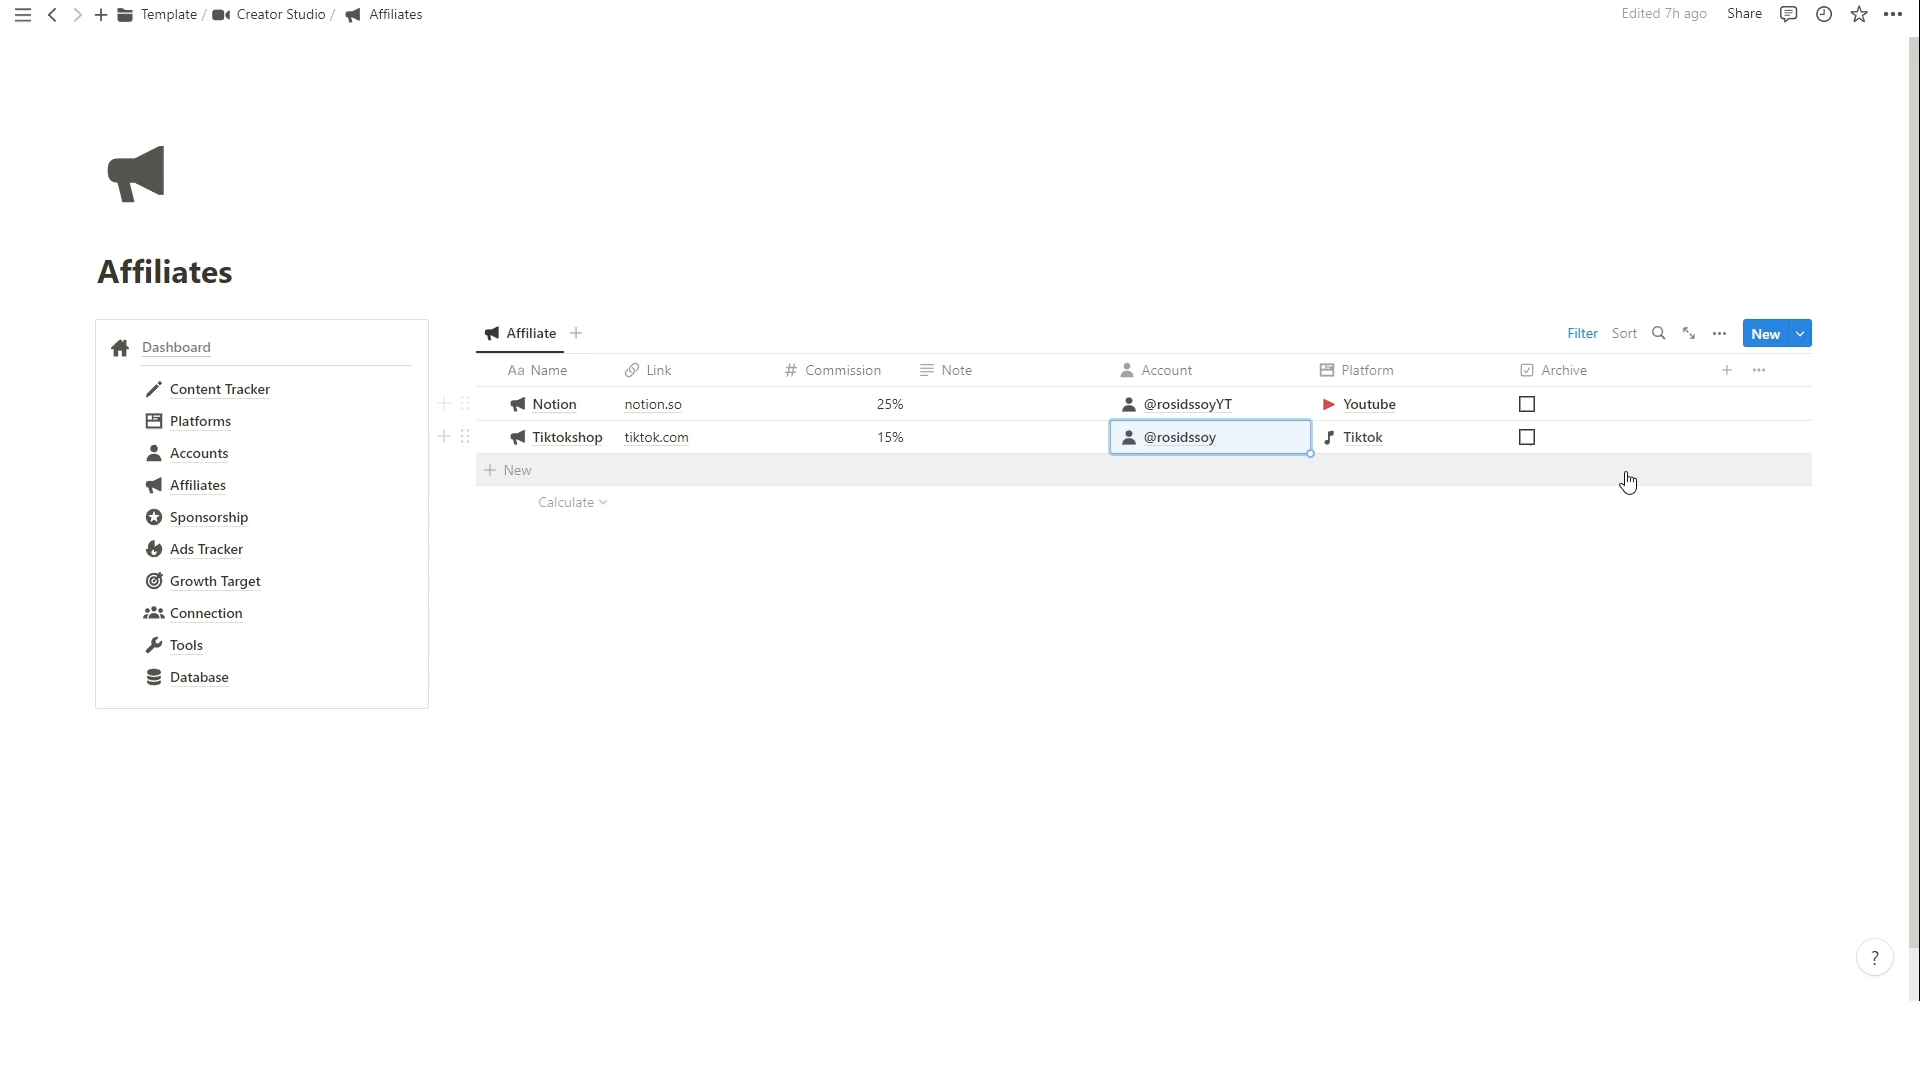 Template / Creator Studio / Affiliates Edited 7h ago Share
Affiliates
Dashboard
Content Tracker
Platforms
Accounts
Affiliates
Sponsorship
Ads Tracker
Growth Target
Connection
Tools
Database
Affiliate Filter Sort New
Aa Name Link # Commission Note Account Platform Archive
Notion notion.so 25% @rosidssoyYT Youtube
Tiktokshop tiktok.com 15% @rosidssoy Tiktok
+ New
Calculate
?